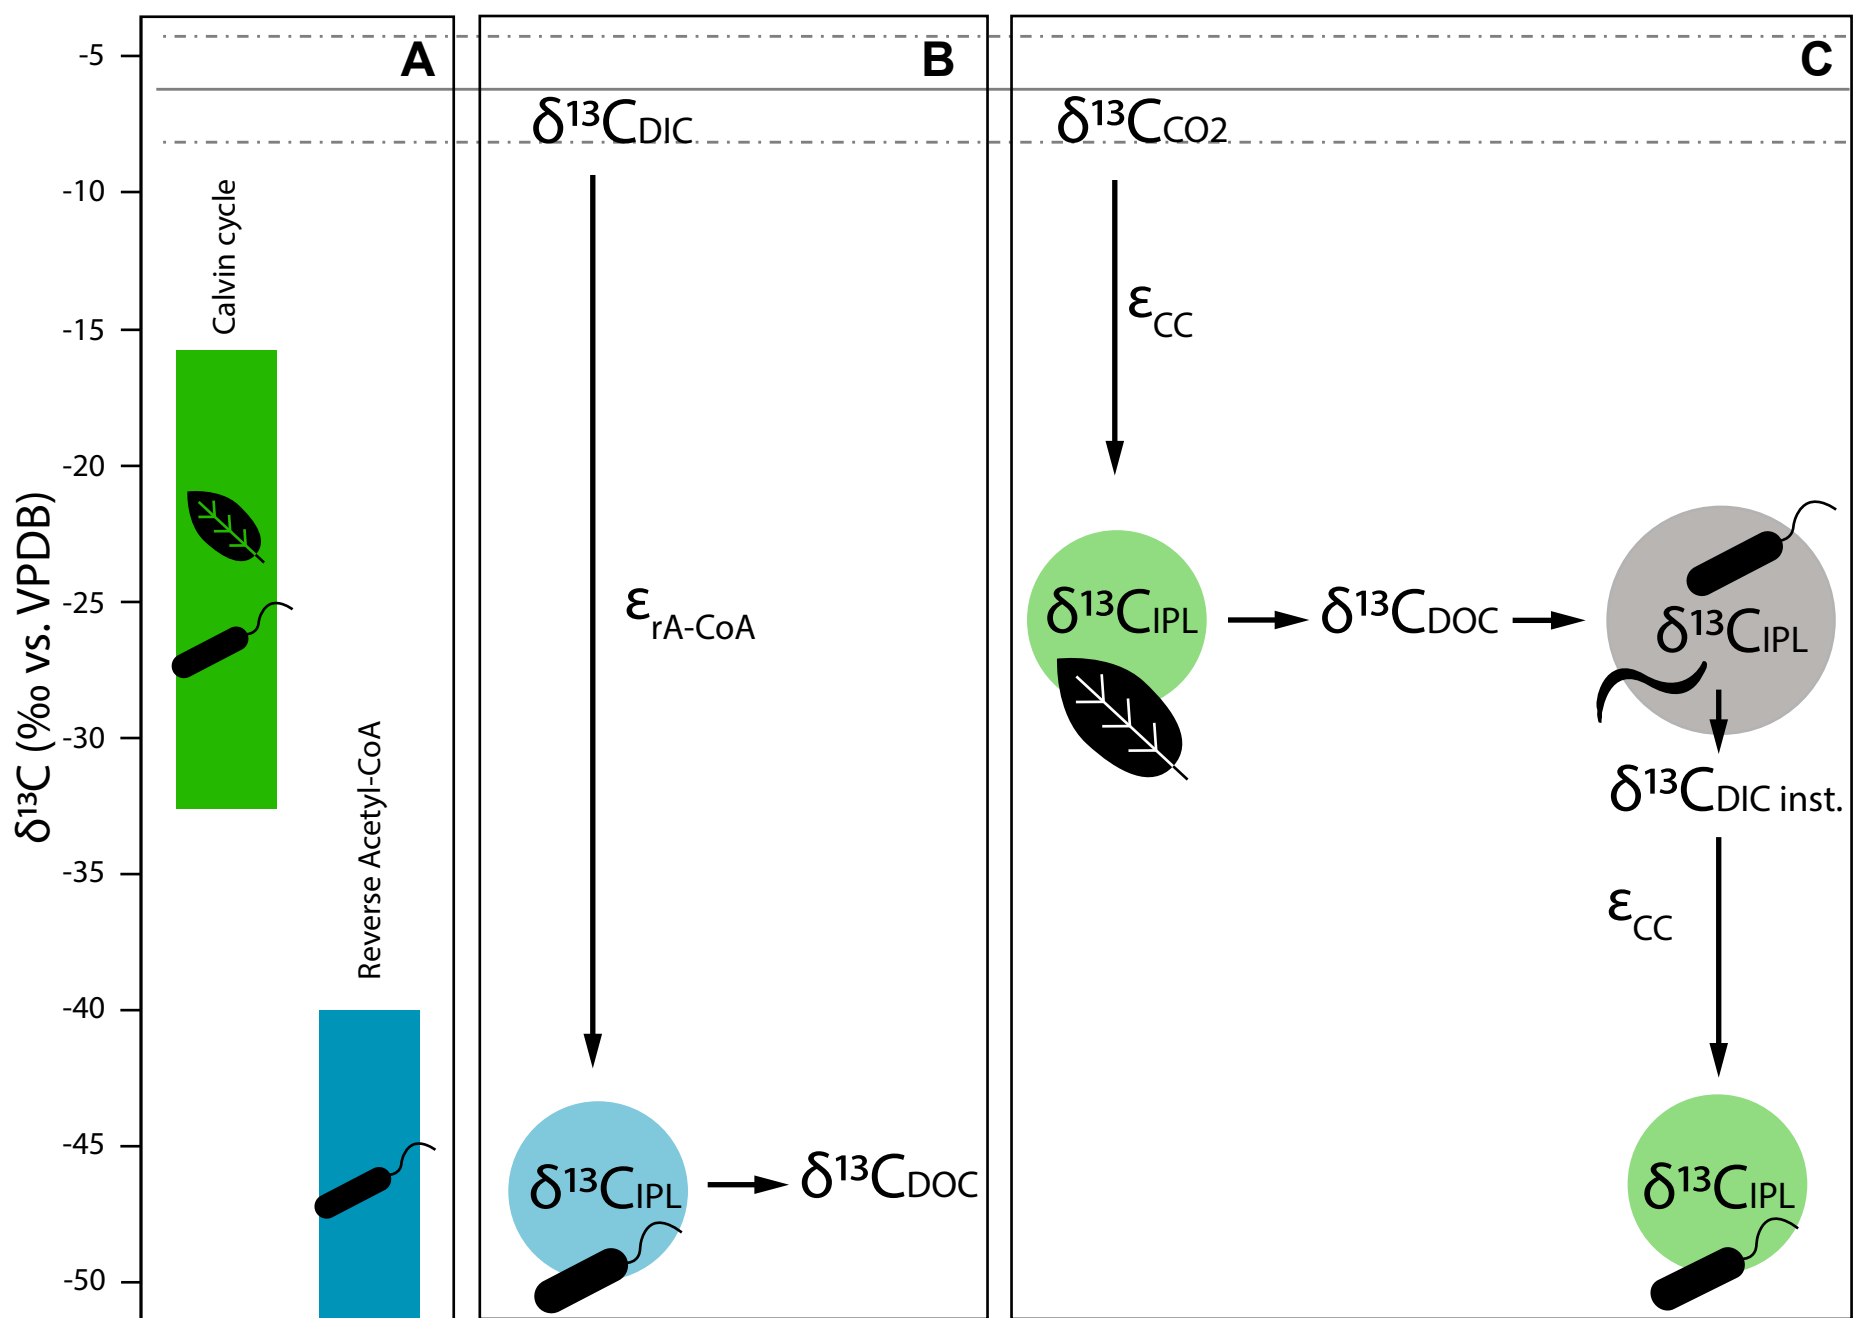 A
B
C
-5
-10
-15
-20
-25
-30
-35
-40
-45
-50
δ¹³C (‰ vs. VPDB)
Calvin cycle
Reverse Acetyl-CoA
δ¹³CDIC
εrA-CoA
δ¹³CIPL
δ¹³CDOC
δ¹³CCO2
εCC
δ¹³CIPL
δ¹³CDOC
δ¹³CIPL
δ¹³CDIC inst.
εCC
δ¹³CIPL